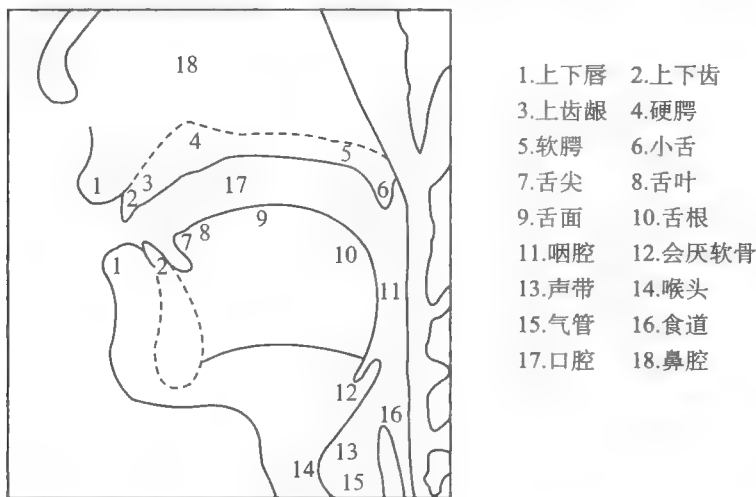 18
4
5
3
1
2
17
6
9
8
7
10
1
2
11
12
16
13
14
15
1.上下唇 2.上下齿
3.上齿龈 4.硬腭
5.软腭 6.小舌
7.舌尖 8.舌叶
9.舌面 10.舌根
11.咽腔 12.会厌软骨
13.声带 14.喉头
15.气管 16.食道
17.口腔 18.鼻腔